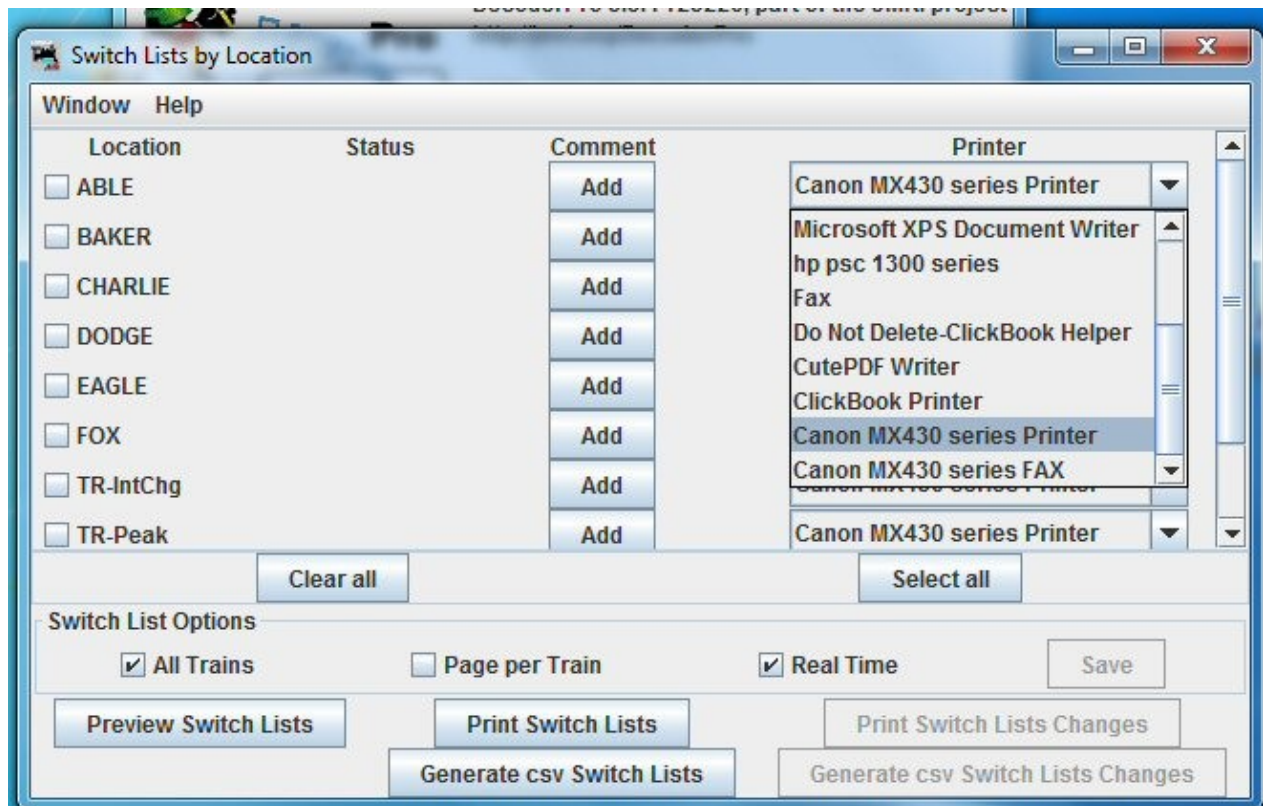 Pro
Switch Lists by Location
Window Help
Location Status Comment Printer
ABLE Add Canon MX430 series Printer
BAKER Add Microsoft XPS Document Writer
hp psc 1300 series
CHARLIE Add Fax
DODGE Add Do Not Delete-ClickBook Helper
CutePDF Writer
EAGLE Add ClickBook Printer
FOX Add Canon MX430 series Printer
TR-IntChg Add Canon MX430 series FAX
TR-Peak Add Canon MX430 series Printer
Clear all Select all
Switch List Options
All Trains Page per Train Real Time Save
Preview Switch Lists Print Switch Lists Print Switch Lists Changes
Generate csv Switch Lists Generate csv Switch Lists Changes